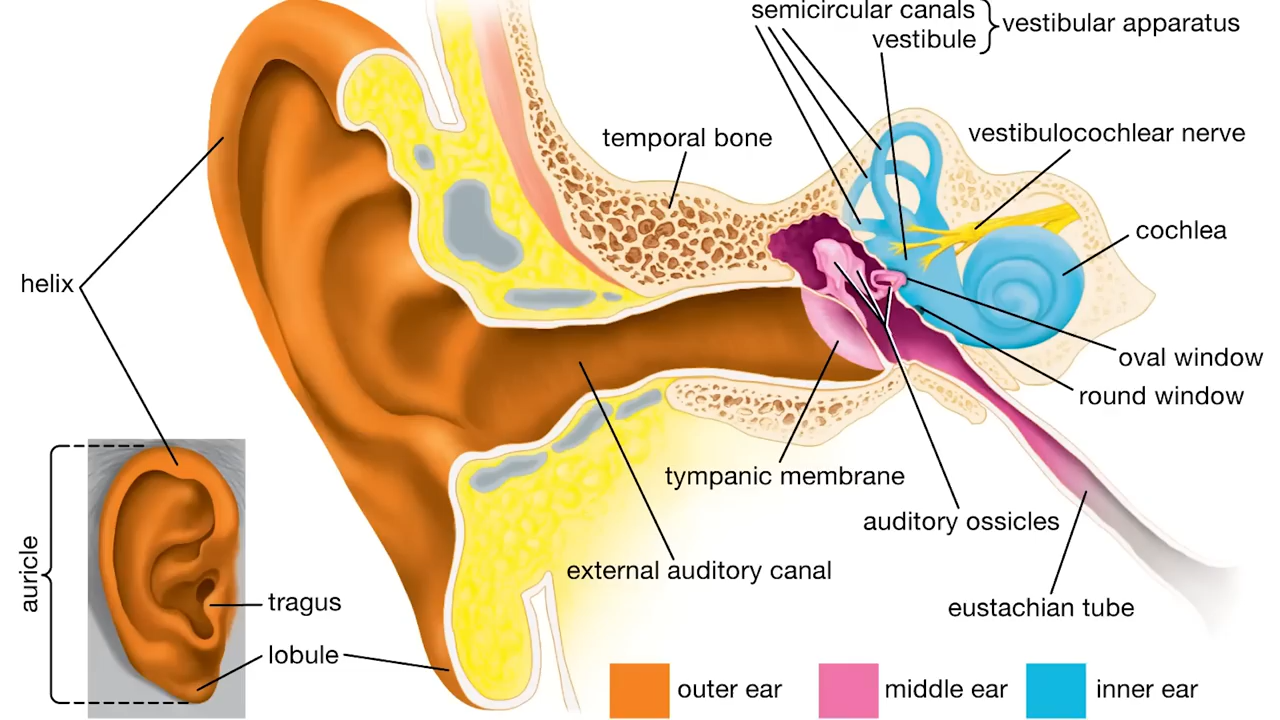 semicircular canals
vestibule
vestibular apparatus
temporal bone
vestibulocochlear nerve
cochlea
helix
oval window
round window
tympanic membrane
auditory ossicles
external auditory canal
auricle
tragus
eustachian tube
lobule
outer ear
middle ear
inner ear